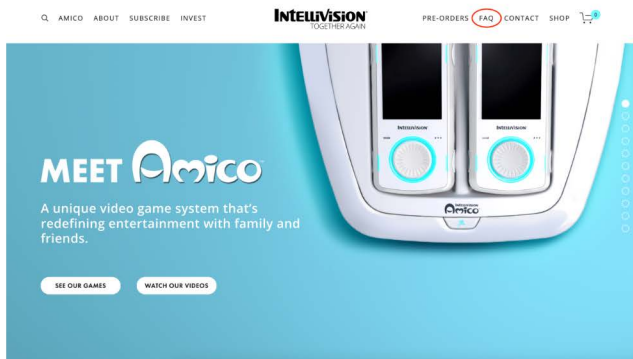 AMICO ABOUT SUBSCRIBE INVEST
INTELLIVISION
TOGETHER AGAIN
PRE-ORDERS FAQ CONTACT SHOP 0
INTELLIVISION INTELLIVISION
MEET Amico
A unique video game system that's
redefining entertainment with family and
friends.
Amico
SEE OUR GAMES WATCH OUR VIDEOS